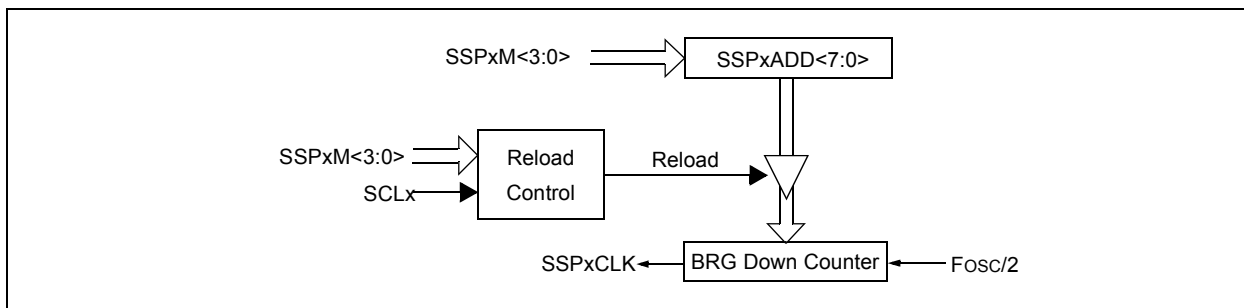 SSPxM<3:0>
SSPxADD<7:0>
SSPxM<3:0>
SCLx
Reload
Control
Reload
SSPxCLK
BRG Down Counter
FOSC/2